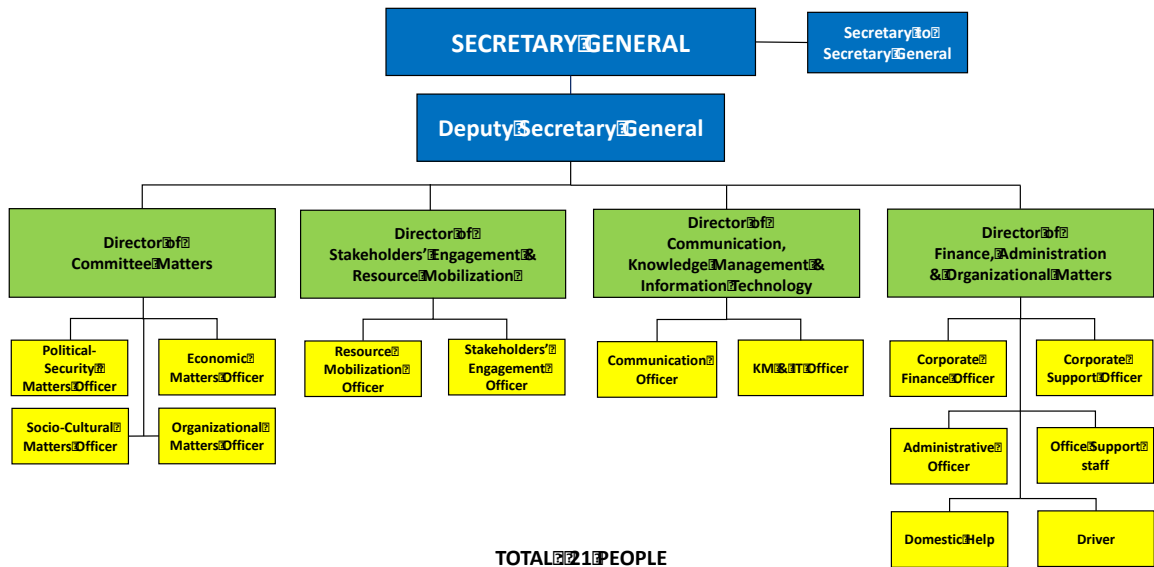 SECRETARY GENERAL
Secretary to
Secretary General
Deputy Secretary General
Director of
Committee Matters
Director of
Stakeholders’ Engagement &
Resource Mobilization
Director of
Communication,
Knowledge Management &
Information Technology
Director of
Finance, Administration
& Organizational Matters
Political-
Security
Matters Officer
Economic
Matters Officer
Resource
Mobilization
Officer
Stakeholders’
Engagement
Officer
Communication
Officer
KM & IT Officer
Corporate
Finance Officer
Corporate
Support Officer
Socio-Cultural
Matters Officer
Organizational
Matters Officer
Administrative
Officer
Office Support
staff
Domestic Help
Driver
TOTAL 21 PEOPLE